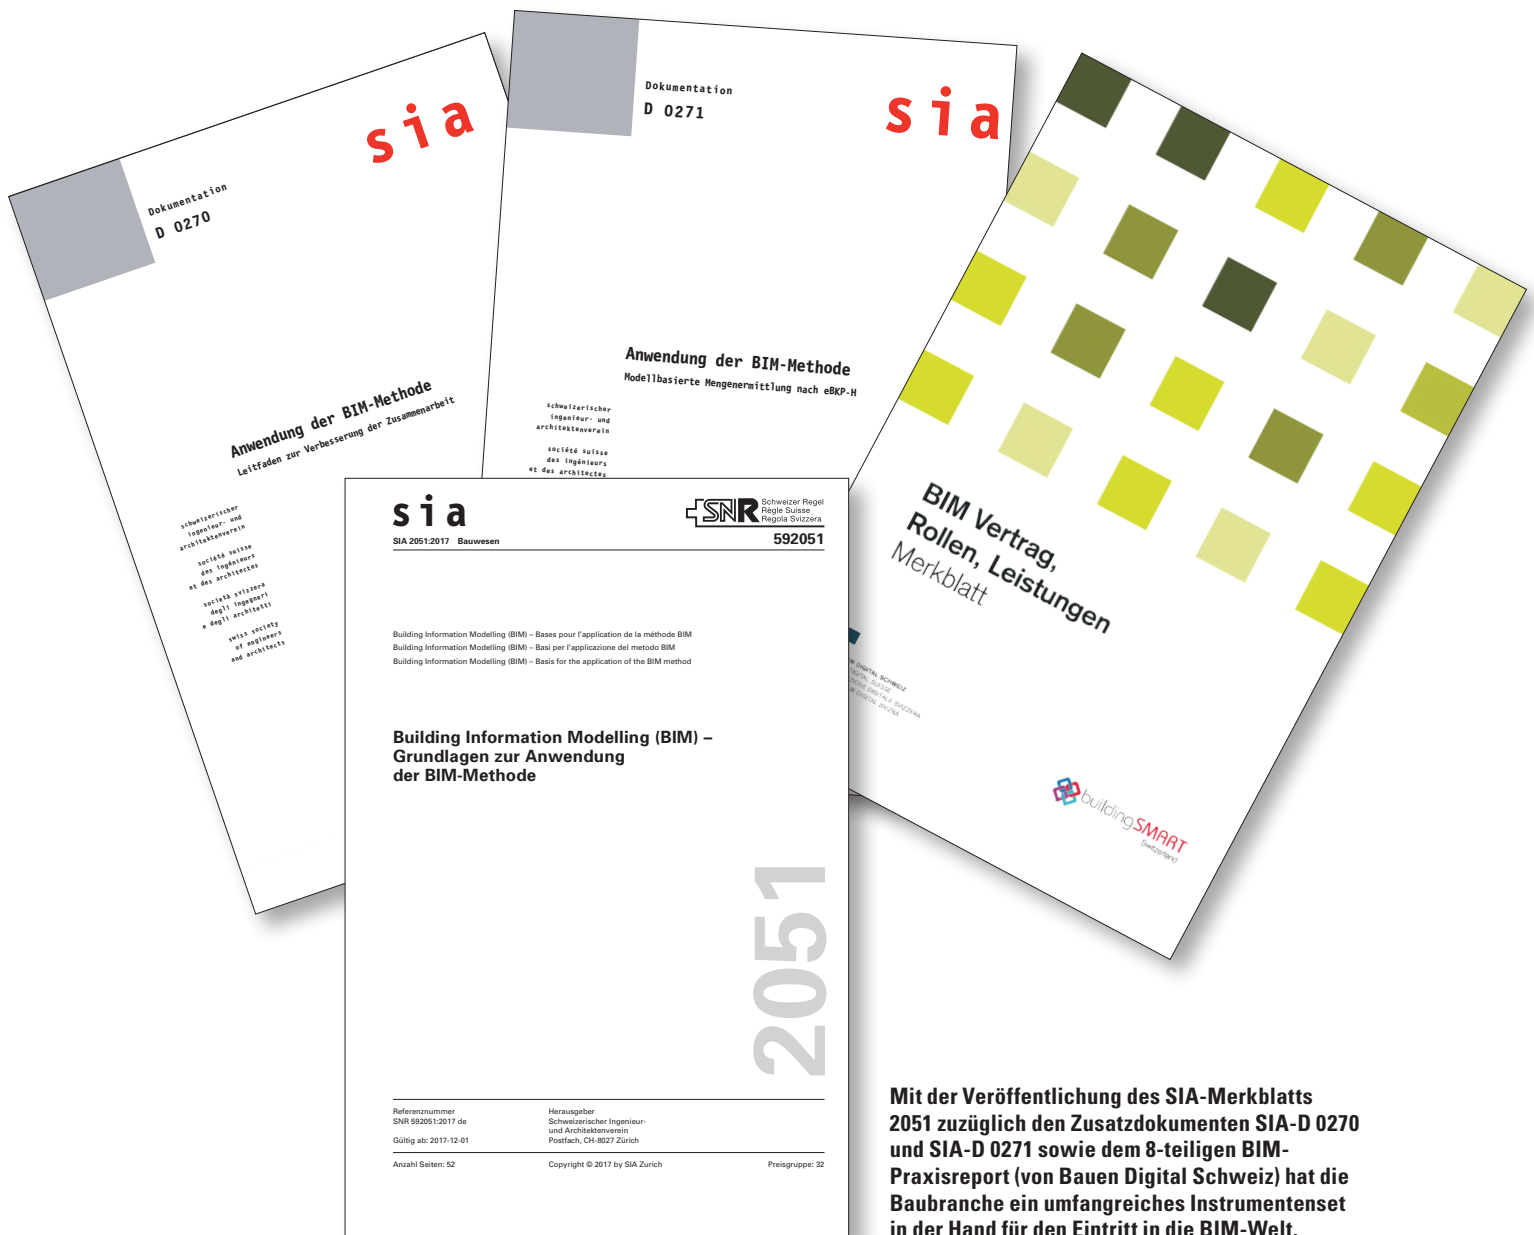 Dokumentation
D 0270
sia
Anwendung der BIM-Methode
Leitfaden zur Verbesserung der Zusammenarbeit
schweizerischer
ingenieur- und
architektenverein
société suisse
des ingénieurs
et des architectes
società svizzera
degli ingegneri
e degli architetti
swiss society
of engineers
and architects
Dokumentation
D 0271
sia
Anwendung der BIM-Methode
Modellbasierte Mengenermittlung nach eBKP-H
schweizerischer
ingenieur- und
architektenverein
société suisse
des ingénieurs
et des architectes
BIM Vertrag,
Rollen, Leistungen
Merkblatt
DIGITAL SCHWEIZ
DIGITAL SUISSE
DIGITALE SVIZZERA
DIGITAL SVIZRA
buildingSMART
Switzerland
sia
SNR
Schweizer Regel
Règle Suisse
Regola Svizzera
SIA 2051:2017 Bauwesen
592051
Building Information Modelling (BIM) – Bases pour l'application de la méthode BIM
Building Information Modelling (BIM) – Basi per l'applicazione del metodo BIM
Building Information Modelling (BIM) – Basis for the application of the BIM method
Building Information Modelling (BIM) –
Grundlagen zur Anwendung
der BIM-Methode
2051
Referenznummer
SNR 592051:2017 de
Gültig ab: 2017-12-01
Herausgeber
Schweizerischer Ingenieur-
und Architektenverein
Postfach, CH-8027 Zürich
Anzahl Seiten: 52
Copyright © 2017 by SIA Zurich
Preisgruppe: 32
Mit der Veröffentlichung des SIA-Merkblatts
2051 zuzüglich den Zusatzdokumenten SIA-D 0270
und SIA-D 0271 sowie dem 8-teiligen BIM-
Praxisreport (von Bauen Digital Schweiz) hat die
Baubranche ein umfangreiches Instrumentenset
in der Hand für den Eintritt in die BIM-Welt.